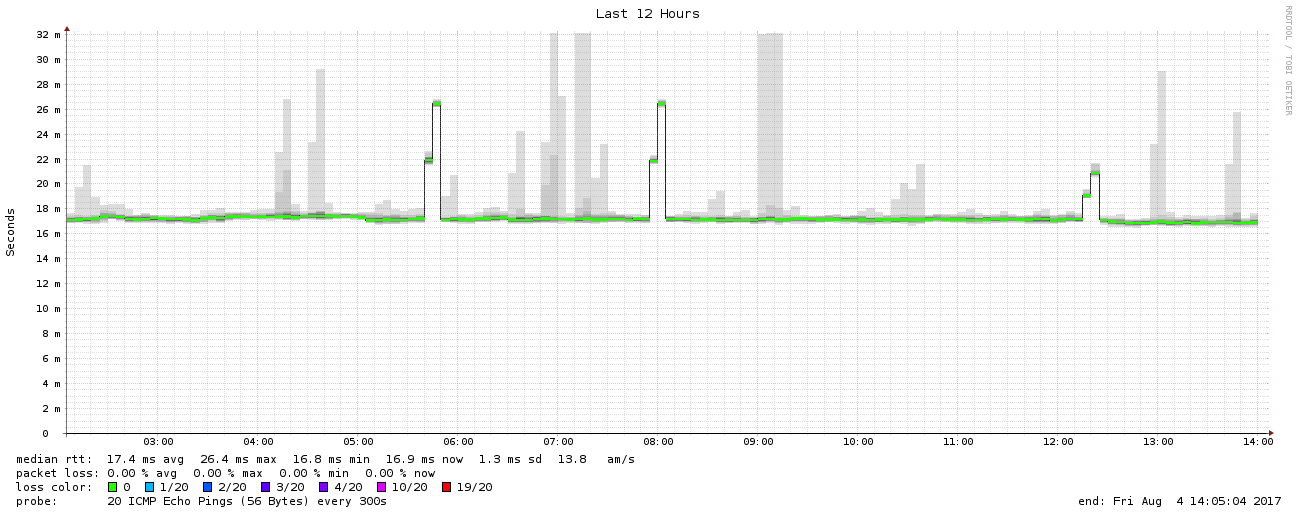 Last 12 Hours
RRDTOOL / TOBI OETIKER
Seconds
32 m
30 m
28 m
26 m
24 m
22 m
20 m
18 m
16 m
14 m
12 m
10 m
8 m
6 m
4 m
2 m
0
03:00 04:00 05:00 06:00 07:00 08:00 09:00 10:00 11:00 12:00 13:00 14:00
median rtt: 17.4 ms avg 26.4 ms max 16.8 ms min 16.9 ms now 1.3 ms sd 13.8 am/s
packet loss: 0.00 % avg 0.00 % max 0.00 % min 0.00 % now
loss color: 0 1/20 2/20 3/20 4/20 10/20 19/20
probe: 20 ICMP Echo Pings (56 Bytes) every 300s end: Fri Aug 4 14:05:04 2017